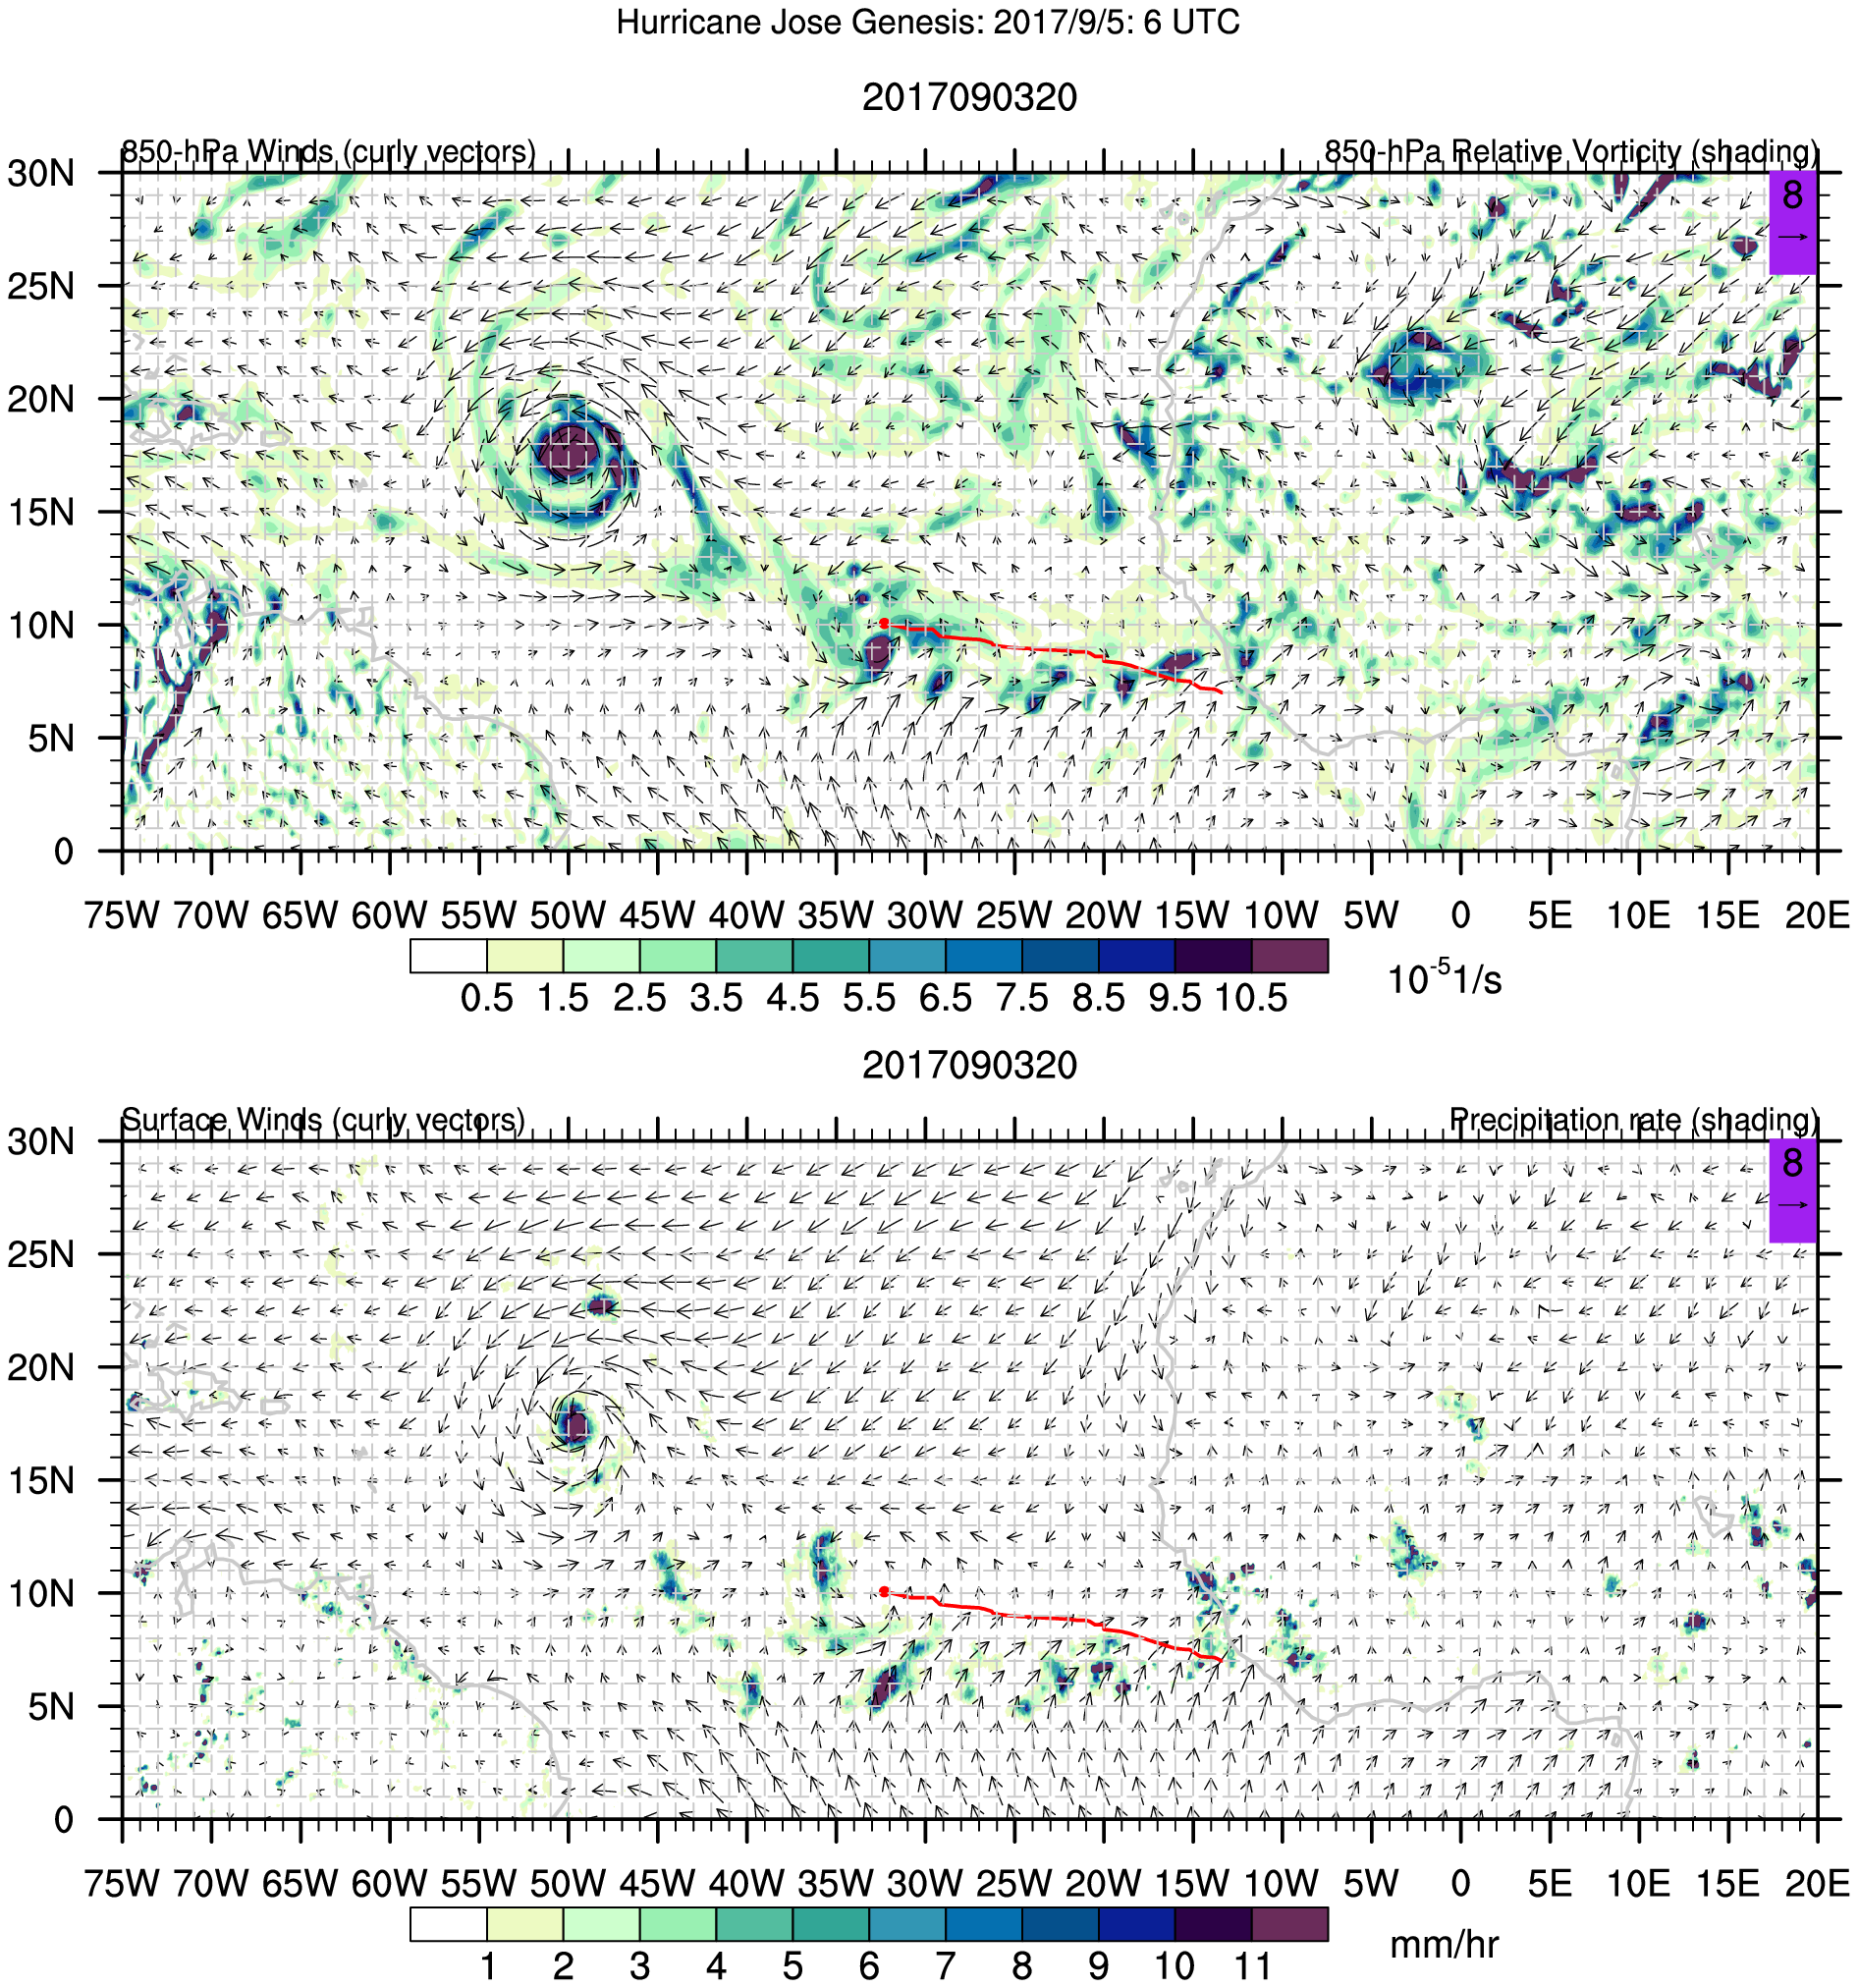 Hurricane Jose Genesis: 2017/9/5: 6 UTC
2017090320
850-hPa Winds (curly vectors) 850-hPa Relative Vorticity (shading)
8
30N
25N
20N
15N
10N
5N
0
75W 70W 65W 60W 55W 50W 45W 40W 35W 30W 25W 20W 15W 10W 5W 0 5E 10E 15E 20E
0.5 1.5 2.5 3.5 4.5 5.5 6.5 7.5 8.5 9.5 10.5
10⁻⁵1/s
2017090320
Surface Winds (curly vectors) Precipitation rate (shading)
8
30N
25N
20N
15N
10N
5N
0
75W 70W 65W 60W 55W 50W 45W 40W 35W 30W 25W 20W 15W 10W 5W 0 5E 10E 15E 20E
1 2 3 4 5 6 7 8 9 10 11
mm/hr